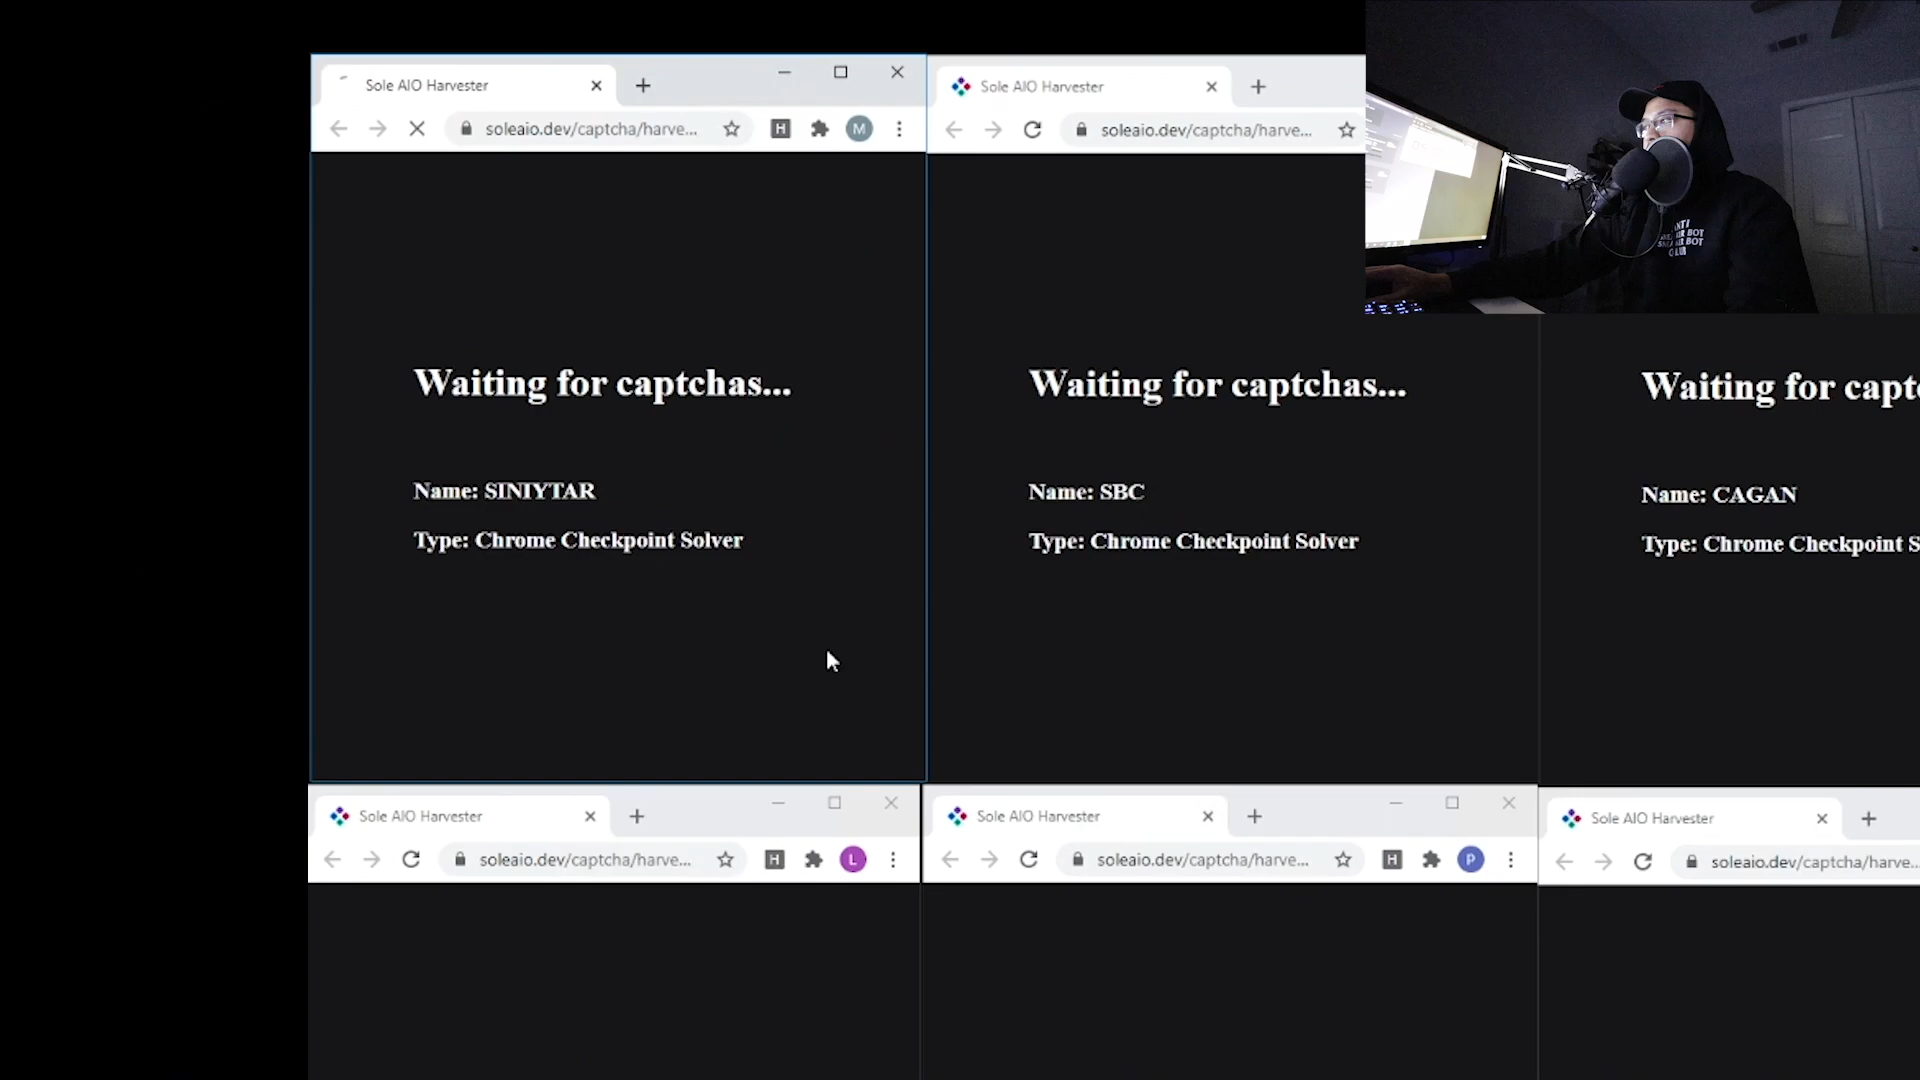 Sole AIO Harvester
soleaio.dev/captcha/harve...
H
M
Waiting for captchas...
Name: SINIYTAR
Type: Chrome Checkpoint Solver
Sole AIO Harvester
soleaio.dev/captcha/harve...
Waiting for captchas...
Name: SBC
Type: Chrome Checkpoint Solver
Waiting for captc
Name: CAGAN
Type: Chrome Checkpoint S
Sole AIO Harvester
soleaio.dev/captcha/harve...
H
L
Sole AIO Harvester
soleaio.dev/captcha/harve...
H
P
Sole AIO Harvester
soleaio.dev/captcha/harve...